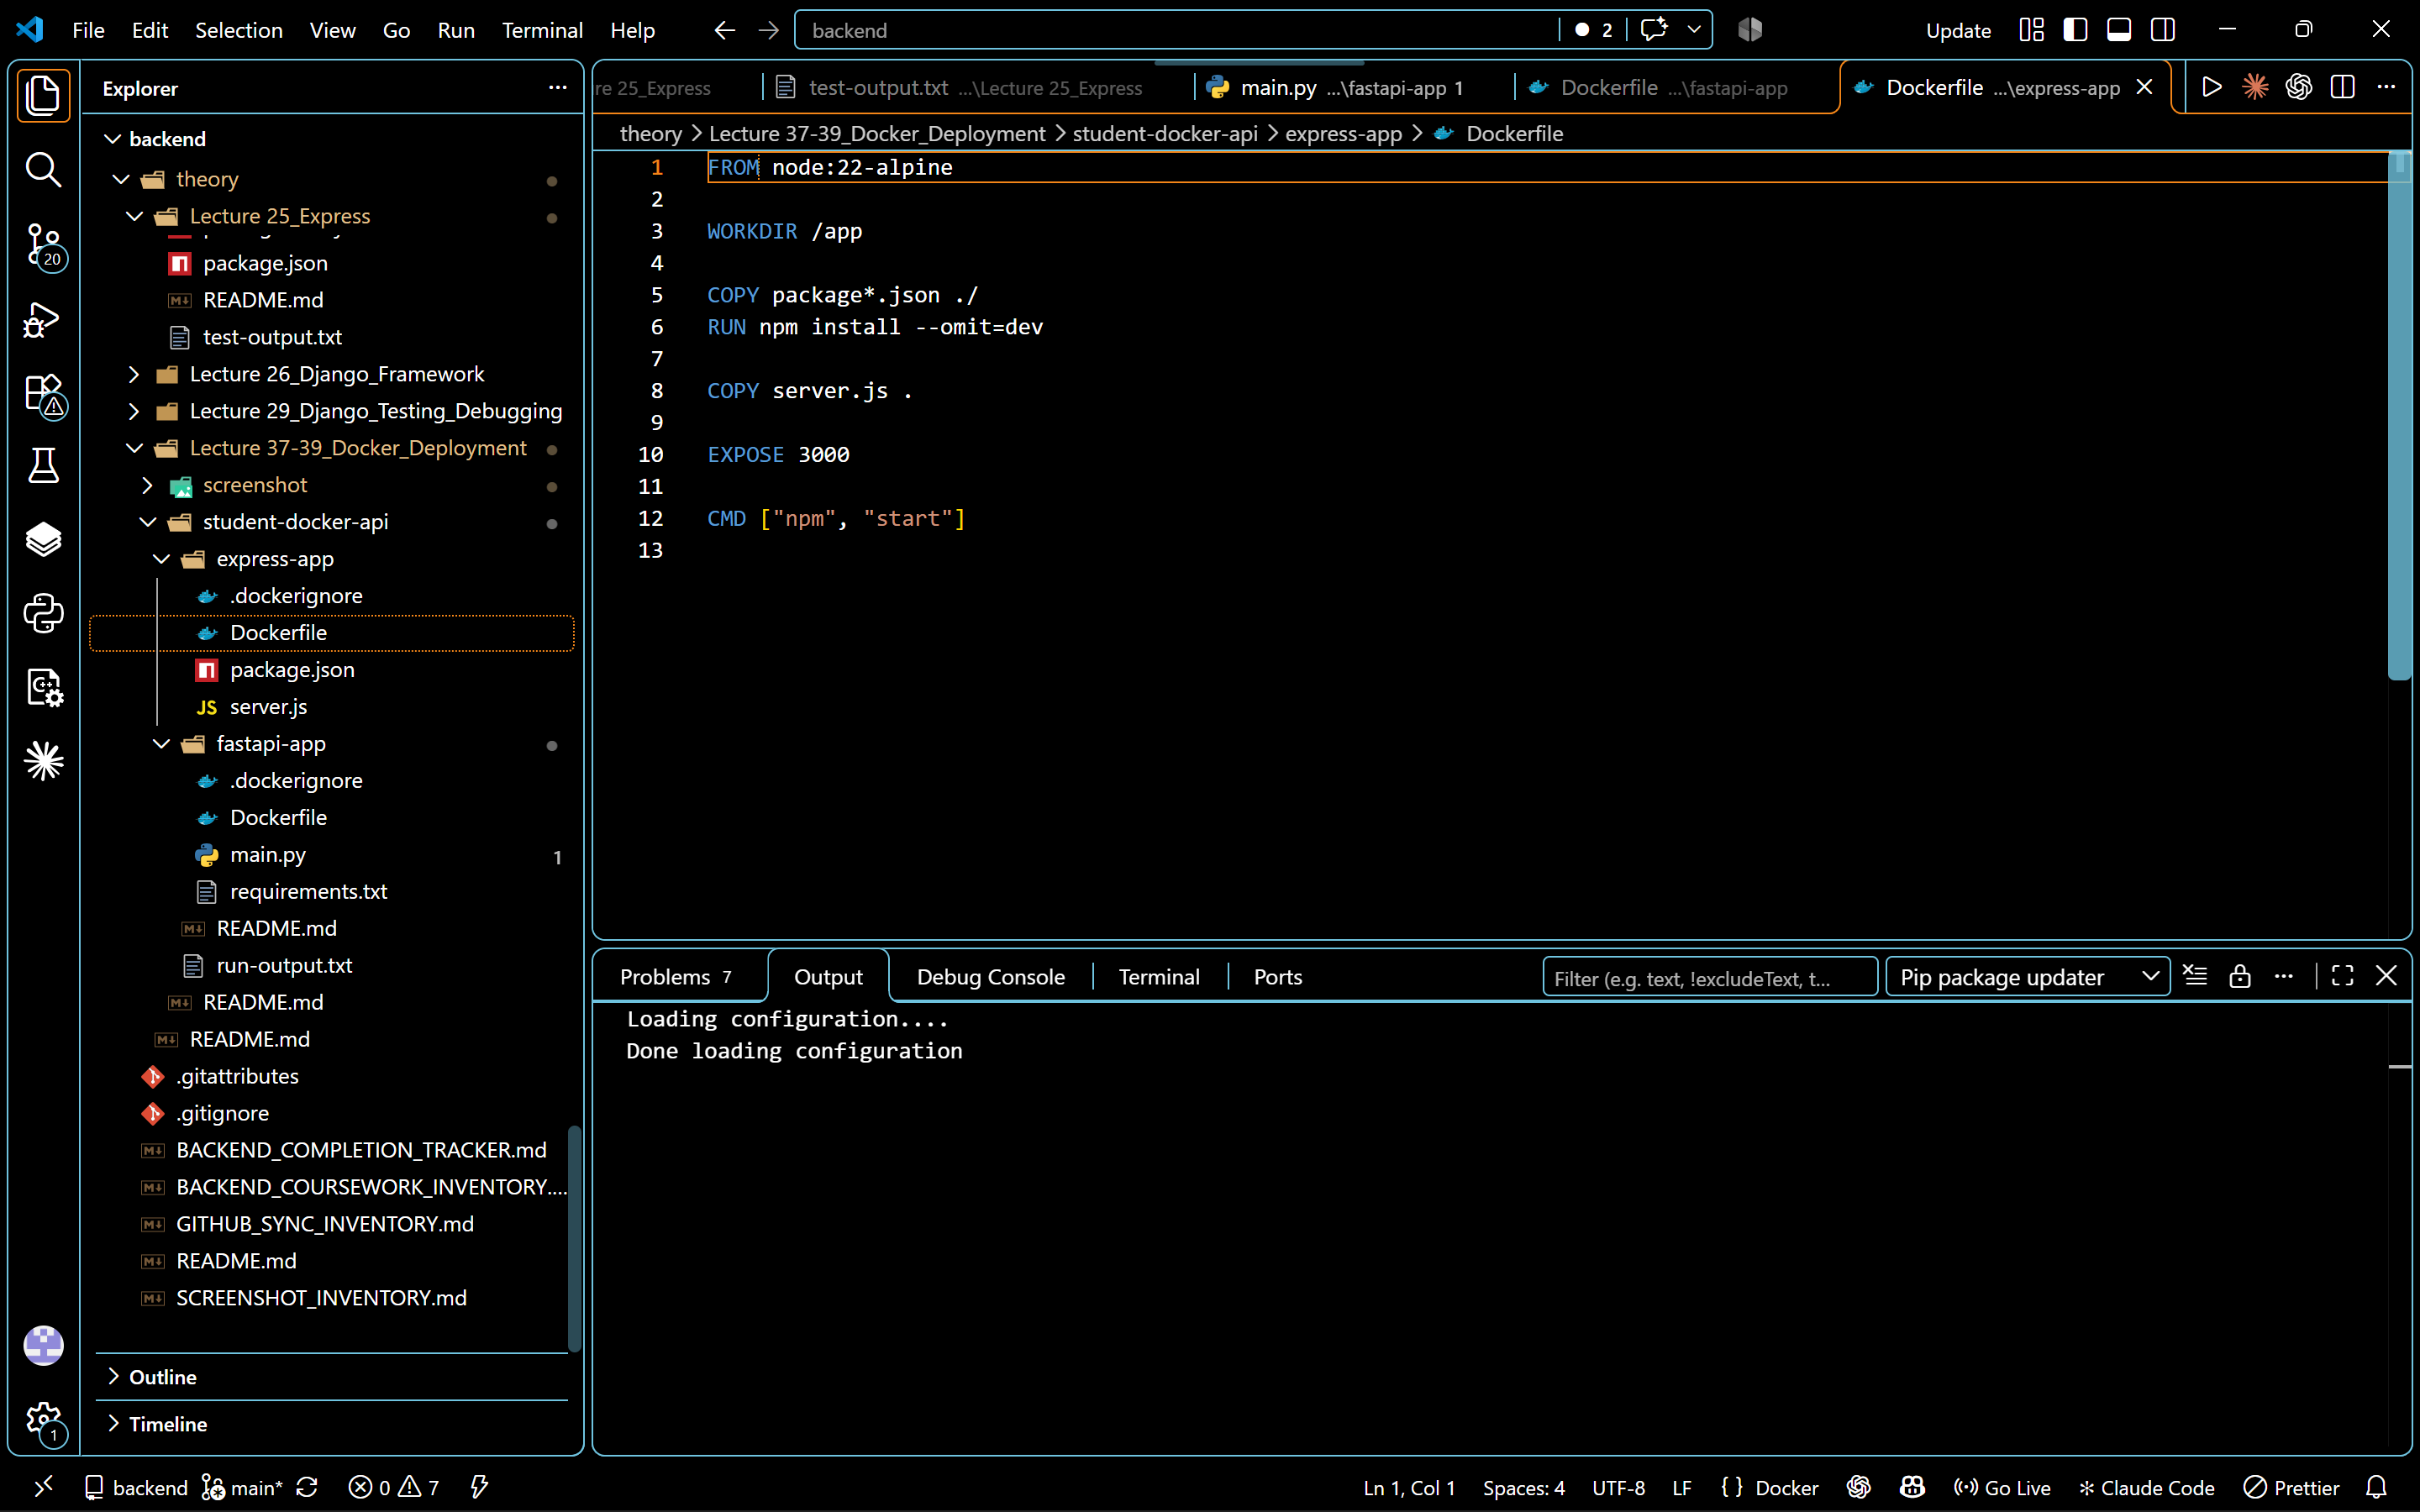 File Edit Selection View Go Run Terminal Help
backend
2
Update
Explorer
re 25_Express
test-output.txt ...\Lecture 25_Express
main.py ...\fastapi-app 1
Dockerfile ...\fastapi-app
Dockerfile ...\express-app
theory > Lecture 37-39_Docker_Deployment > student-docker-api > express-app > Dockerfile
backend
theory
Lecture 25_Express
package.json
README.md
test-output.txt
Lecture 26_Django_Framework
Lecture 29_Django_Testing_Debugging
Lecture 37-39_Docker_Deployment
screenshot
student-docker-api
express-app
.dockerignore
Dockerfile
package.json
JS server.js
fastapi-app
.dockerignore
Dockerfile
main.py 1
requirements.txt
README.md
run-output.txt
README.md
README.md
.gitattributes
.gitignore
BACKEND_COMPLETION_TRACKER.md
BACKEND_COURSEWORK_INVENTORY....
GITHUB_SYNC_INVENTORY.md
README.md
SCREENSHOT_INVENTORY.md
Outline
Timeline
20
1
1 FROM node:22-alpine
2
3 WORKDIR /app
4
5 COPY package*.json ./
6 RUN npm install --omit=dev
7
8 COPY server.js .
9
10 EXPOSE 3000
11
12 CMD ["npm", "start"]
13
Problems 7 Output Debug Console Terminal Ports
Filter (e.g. text, !excludeText, t...
Pip package updater
Loading configuration....
Done loading configuration
backend main* 0 7
Ln 1, Col 1 Spaces: 4 UTF-8 LF { } Docker Go Live Claude Code Prettier